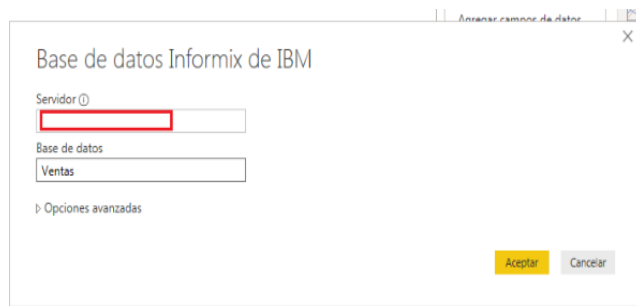 Agregar campos de datos
Base de datos Informix de IBM
Servidor
Base de datos
Ventas
Opciones avanzadas
Aceptar
Cancelar